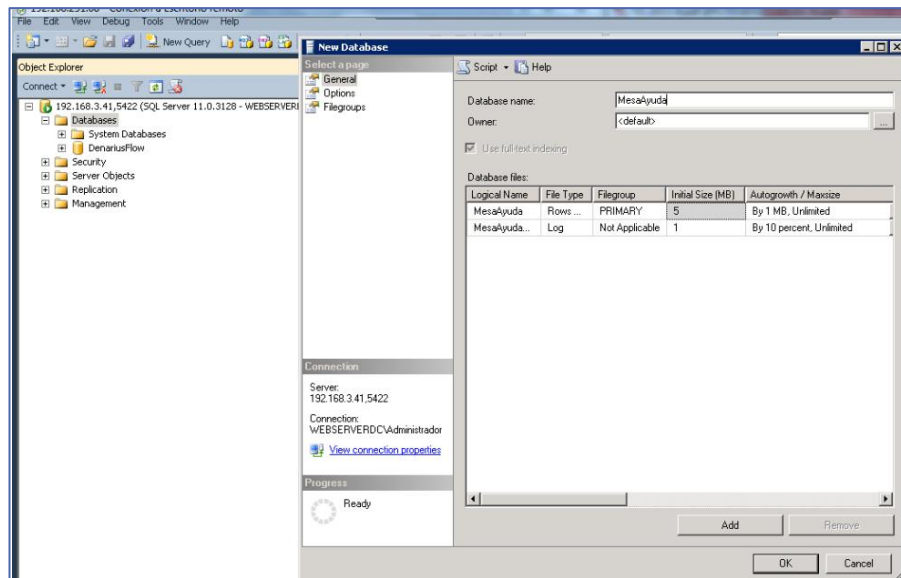 File Edit View Debug Tools Window Help
New Query
Object Explorer
Connect
192.168.3.41,5422 (SQL Server 11.0.3128 - WEBSERVER
Databases
System Databases
DenariusFlow
Security
Server Objects
Replication
Management
New Database
Select a page
General
Options
Filegroups
Script Help
Database name: MesaAyuda
Owner: <default>
...
Use full-text indexing
Database files:
Logical Name File Type Filegroup Initial Size (MB) Autogrowth / Maxsize
MesaAyuda Rows ... PRIMARY 5 By 1 MB, Unlimited
MesaAyuda... Log Not Applicable 1 By 10 percent, Unlimited
Connection
Server:
192.168.3.41,5422
Connection:
WEBSERVERDC\Administrador
View connection properties
Progress
Ready
Add Remove
OK Cancel